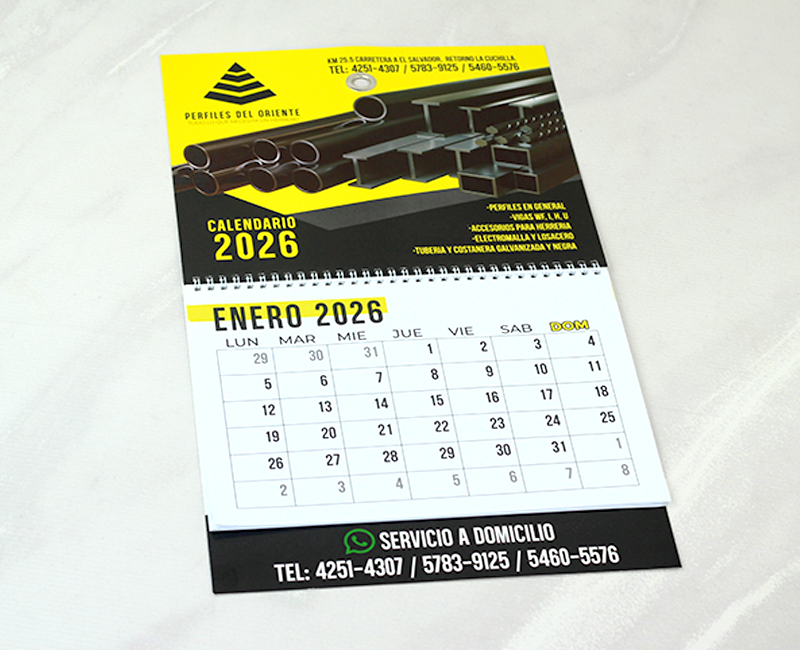 KM 25.5 CARRETERA A EL SALVADOR, RETORNO LA CUCHILLA.
TEL: 4251-4307 / 5783-9125 / 5460-5576
PERFILES DEL ORIENTE
CALENDARIO
2026
-PERFILES EN GENERAL
-VIGAS WF, I, H, U
-ACCESORIOS PARA HERRERIA
-ELECTROMALLA Y LOSACERO
-TUBERIA Y COSTANERA GALVANIZADA Y NEGRA
ENERO 2026
LUN MAR MIE JUE VIE SAB DOM
29 30 31 1 2 3 4
5 6 7 8 9 10 11
12 13 14 15 16 17 18
19 20 21 22 23 24 25
26 27 28 29 30 31 1
2 3 4 5 6 7 8
SERVICIO A DOMICILIO
TEL: 4251-4307 / 5783-9125 / 5460-5576